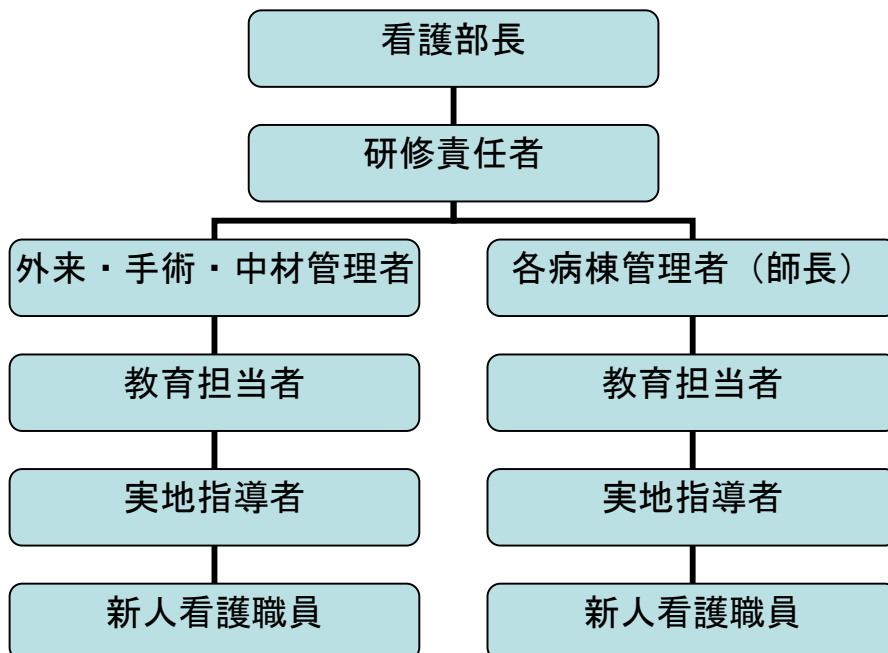 看護部長
研修責任者
外来・手術・中材管理者
各病棟管理者（師長）
教育担当者
教育担当者
実地指導者
実地指導者
新人看護職員
新人看護職員